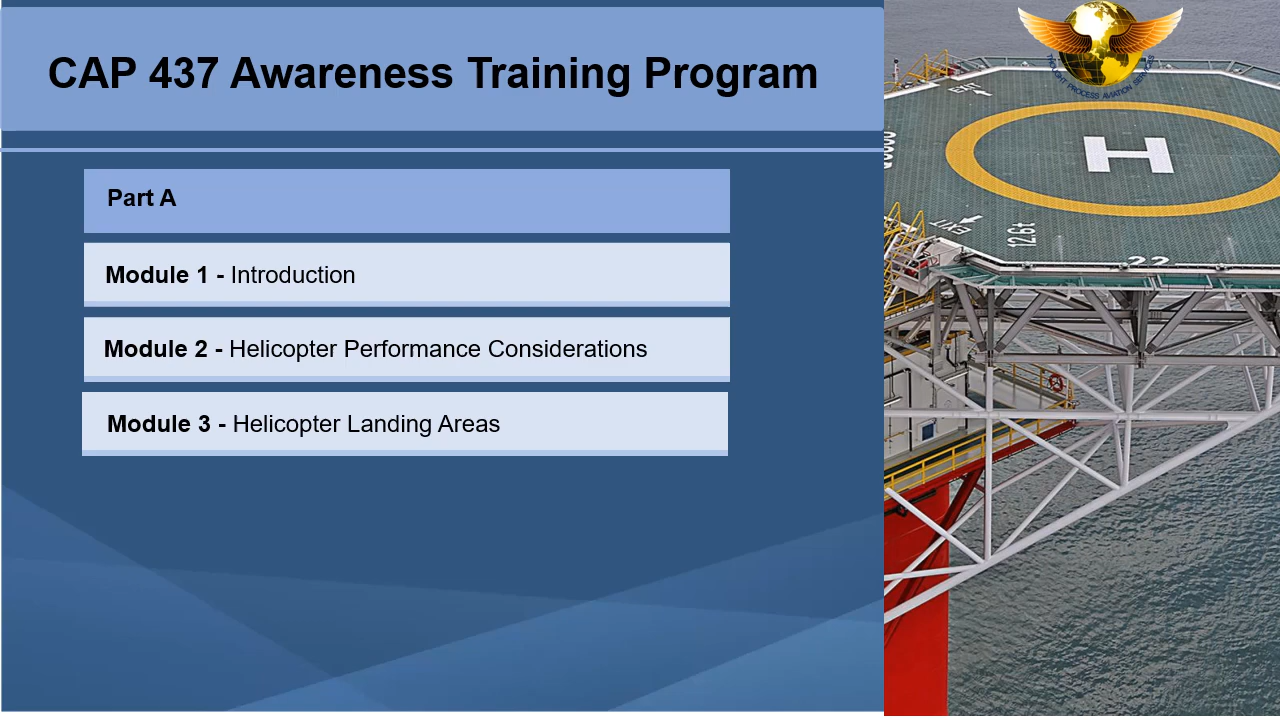 CAP 437 Awareness Training Program
Part A
Module 1 - Introduction
Module 2 - Helicopter Performance Considerations
Module 3 - Helicopter Landing Areas
H
EXIT
12.6t
22